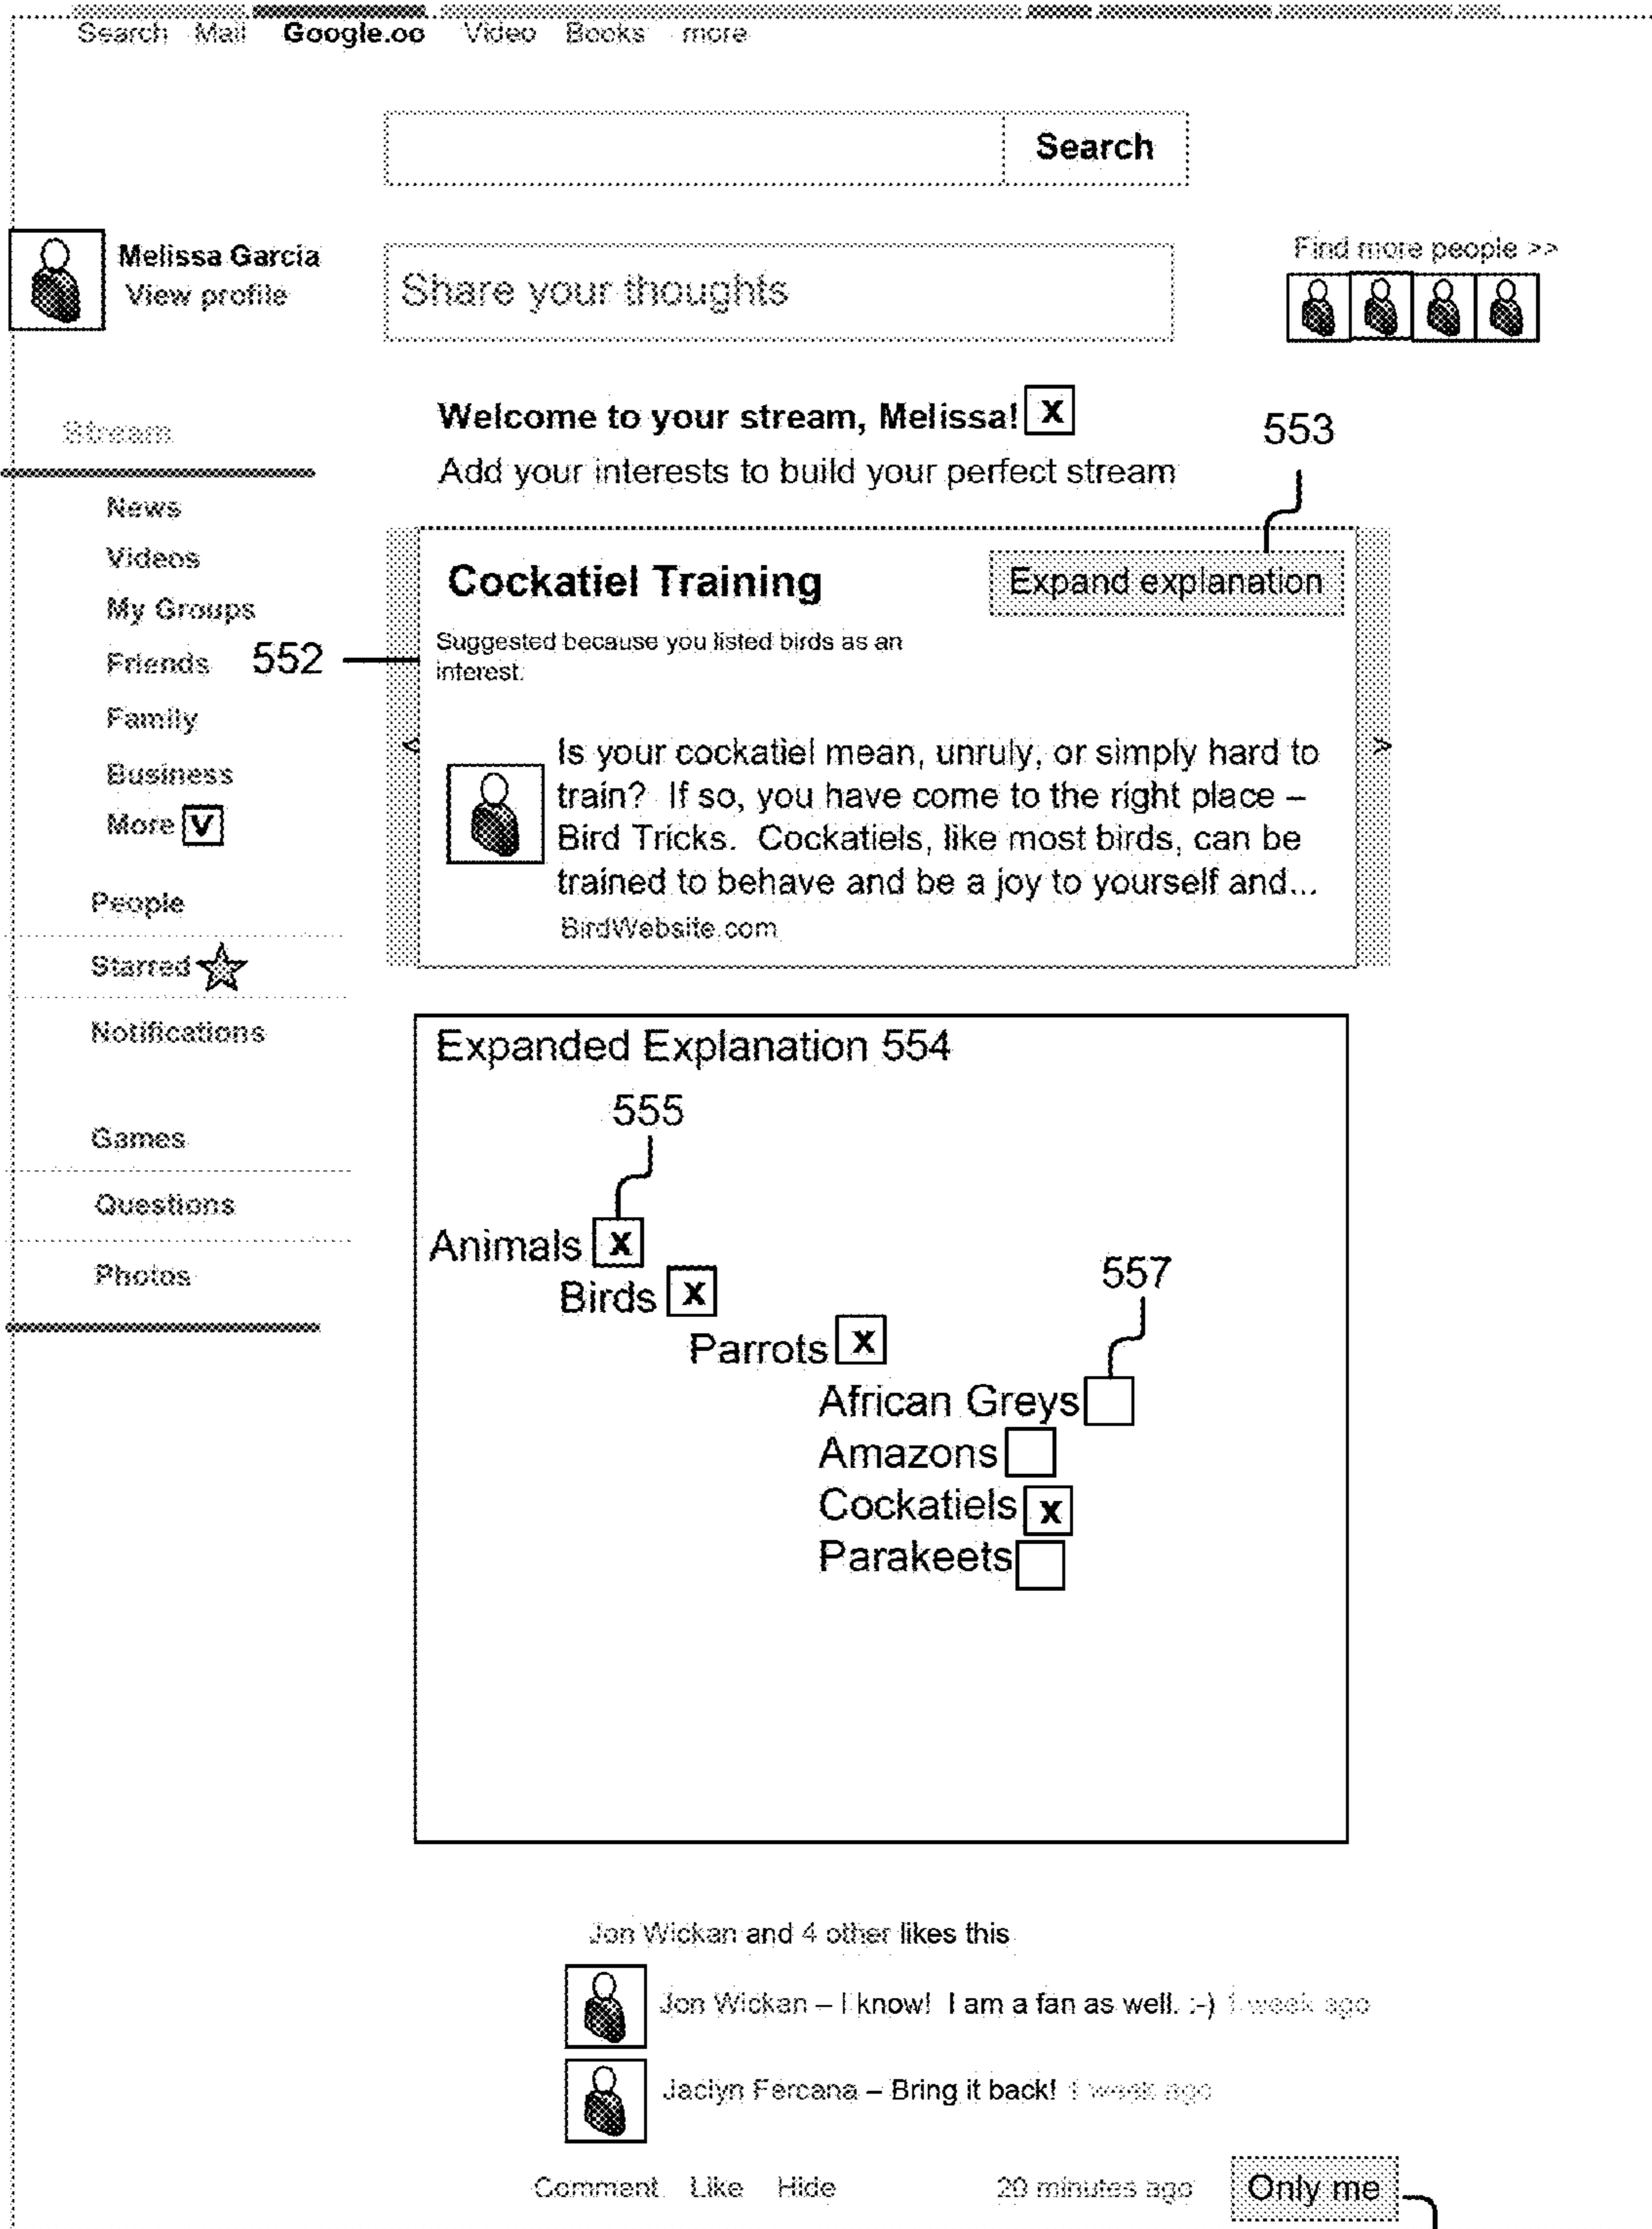 Search Mail Google.oo Video Books more
Search
Melissa Garcia
View profile
Share your thoughts
Find more people >>
Stream
Welcome to your stream, Melissa! X
Add your interests to build your perfect stream
553
News
Videos
My Groups
Friends
Family
Business
More V
People
Starred
Notifications
Games
Questions
Photos
552
Cockatiel Training
Expand explanation
Suggested because you listed birds as an
interest.
< >
Is your cockatiel mean, unruly, or simply hard to
train? If so, you have come to the right place –
Bird Tricks. Cockatiels, like most birds, can be
trained to behave and be a joy to yourself and...
BirdWebsite.com
Expanded Explanation 554
555
Animals X
Birds X
557
Parrots X
African Greys
Amazons
Cockatiels X
Parakeets
Jon Wickan and 4 other likes this
Jon Wickan – I know! I am a fan as well. :-) 1 week ago
Jaclyn Fercana – Bring it back! 1 week ago
Comment Like Hide 20 minutes ago Only me